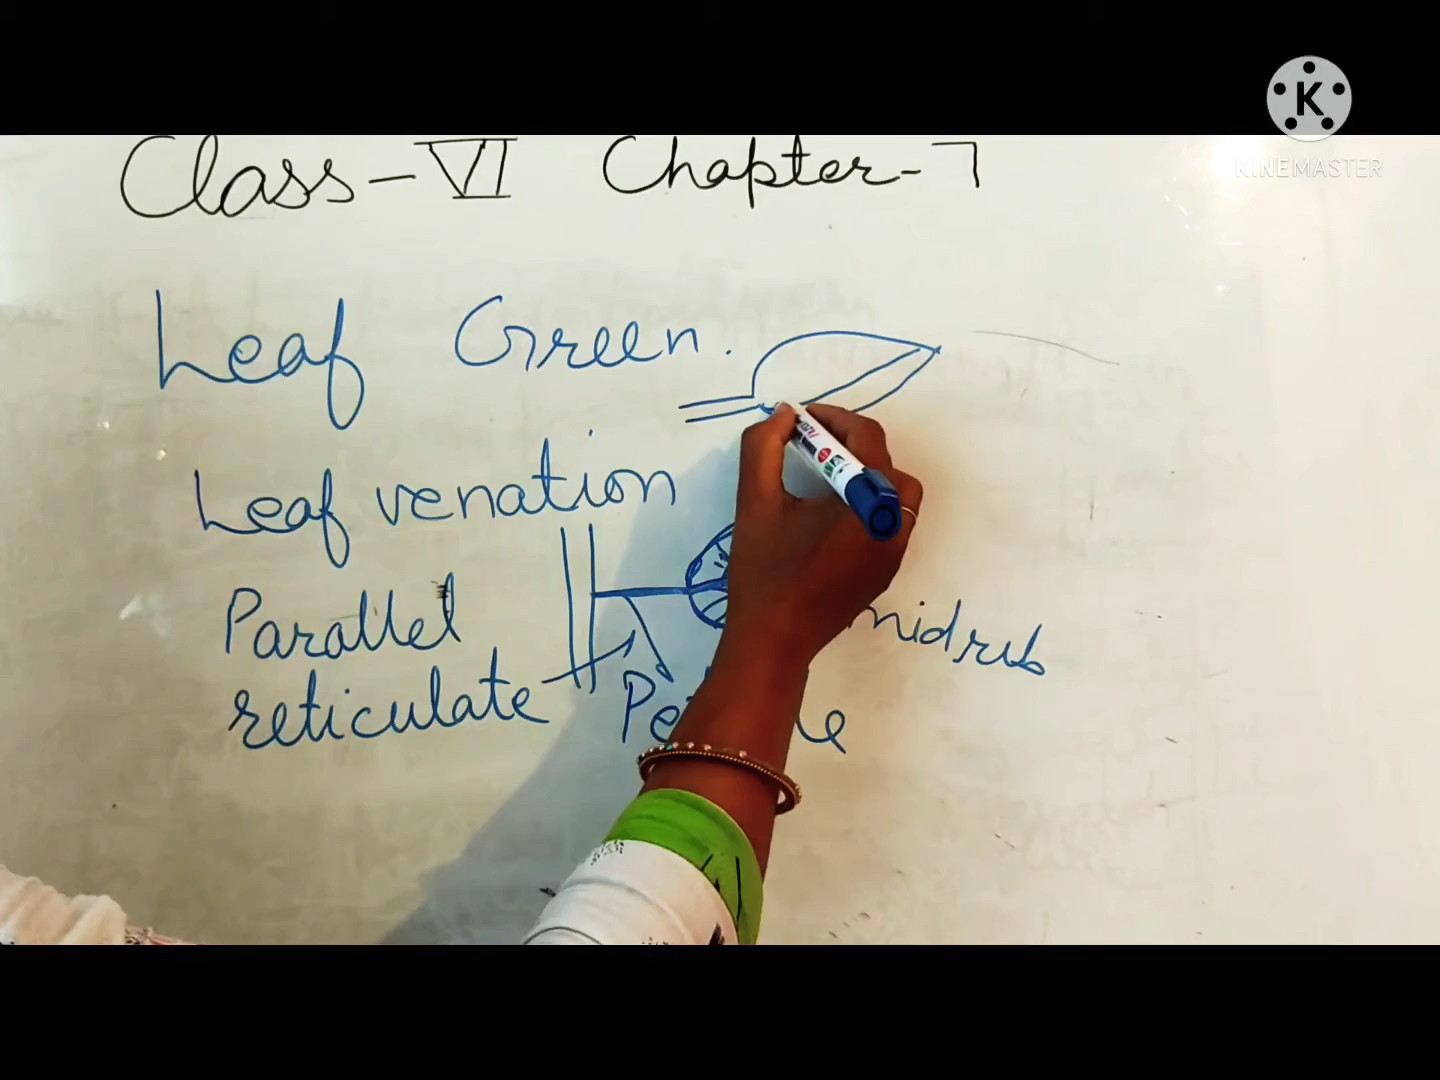 K
KINEMASTER
Class-VI Chapter-7
Leaf Green.
Leaf venation
Parallel
midrib
reticulate